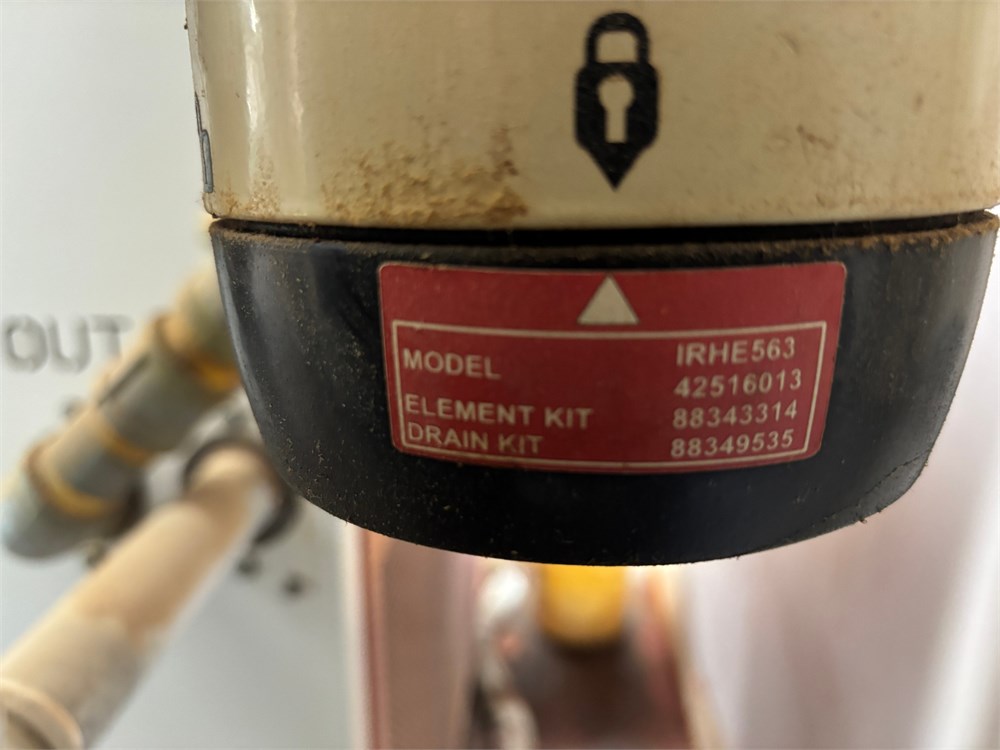 OUT
MODEL IRHE563
42516013
ELEMENT KIT 88343314
DRAIN KIT 88349535